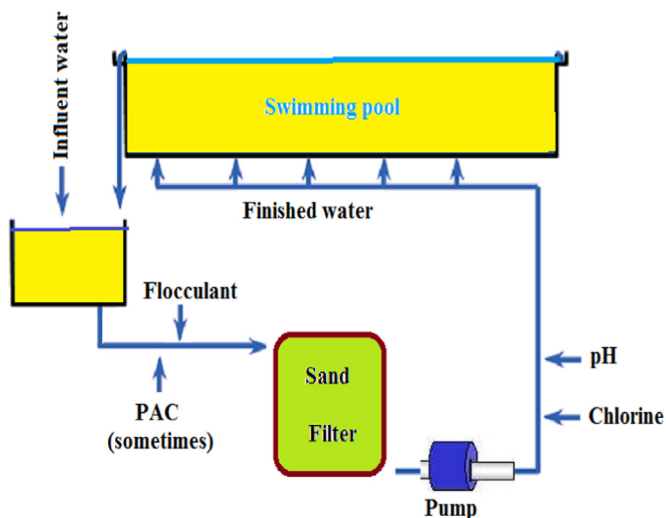 Influent water
Swimming pool
Finished water
Flocculant
PAC
(sometimes)
Sand
Filter
pH
Chlorine
Pump